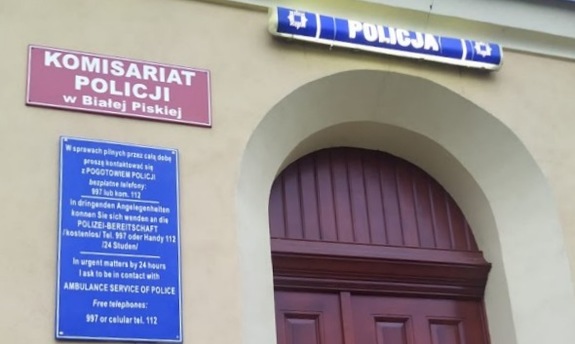 KOMISARIAT
POLICJI
w Białej Piskiej
POLICJA
W sprawach pilnych przez całą dobę
proszę kontaktować się
z POGOTOWIEM POLICJI
bezpłatne telefony:
997 lub kom. 112
In dringenden Angelegenheiten
konnen Sie sich wenden an die
POLIZEI-BEREITSCHAFT
/kostenlos/ Tel. 997 oder Handy 112
/24 Studen/
In urgent matters by 24 hours
I ask to be in contact with
AMBULANCE SERVICE OF POLICE
Free telephones:
997 or celular tel. 112